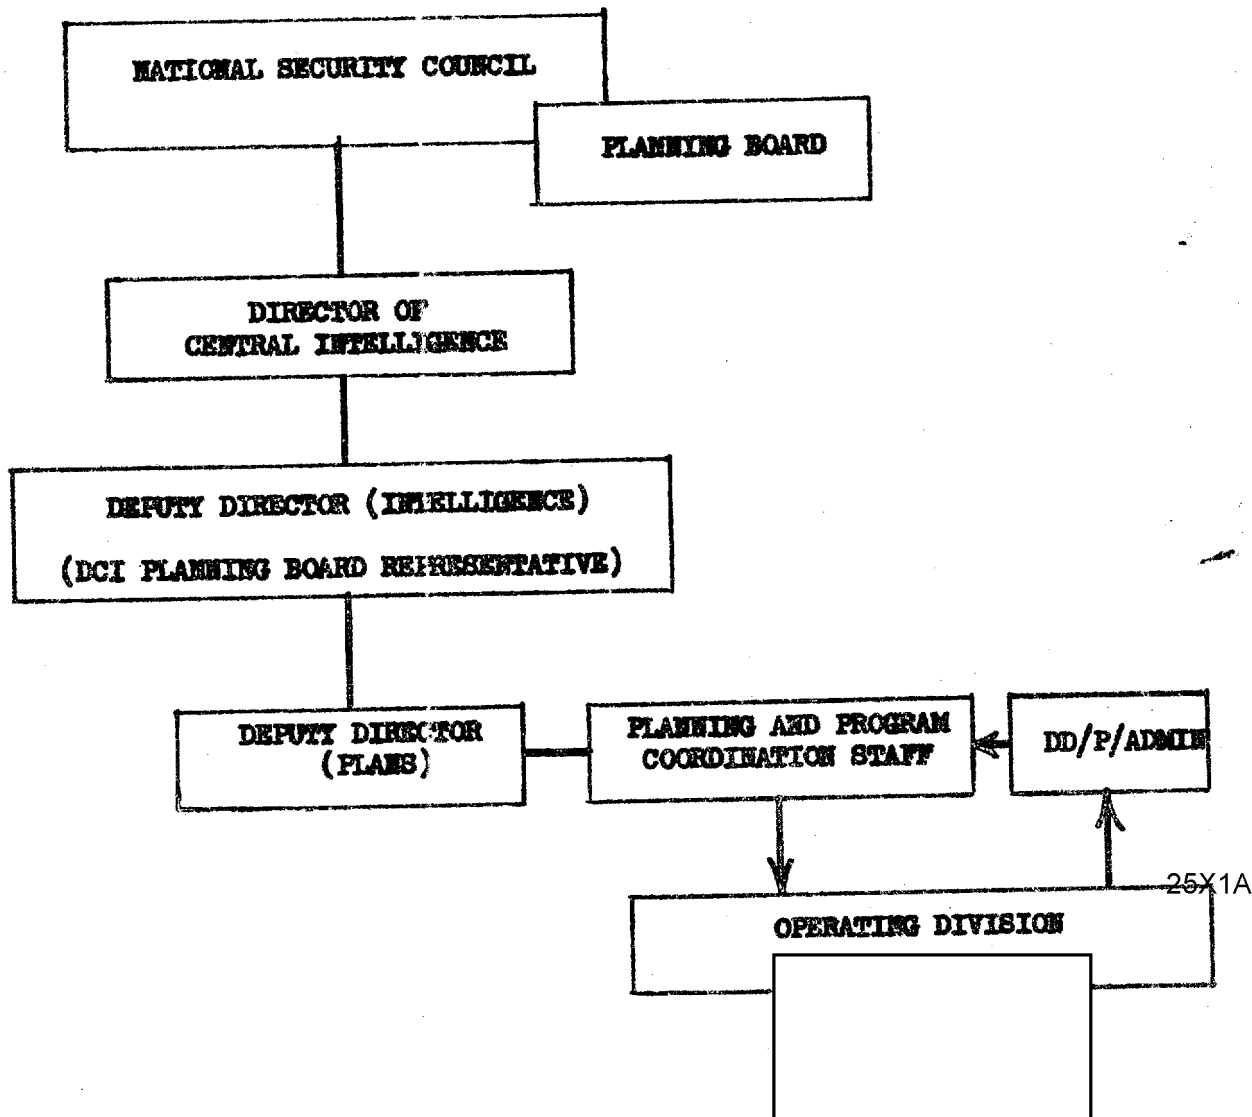 NATIONAL SECURITY COUNCIL
PLANNING BOARD
DIRECTOR OF
CENTRAL INTELLIGENCE
DEPUTY DIRECTOR (INTELLIGENCE)
(DCI PLANNING BOARD REPRESENTATIVE)
DEPUTY DIRECTOR
(PLANS)
PLANNING AND PROGRAM
COORDINATION STAFF
DD/P/ADMIN
25X1A
OPERATING DIVISION